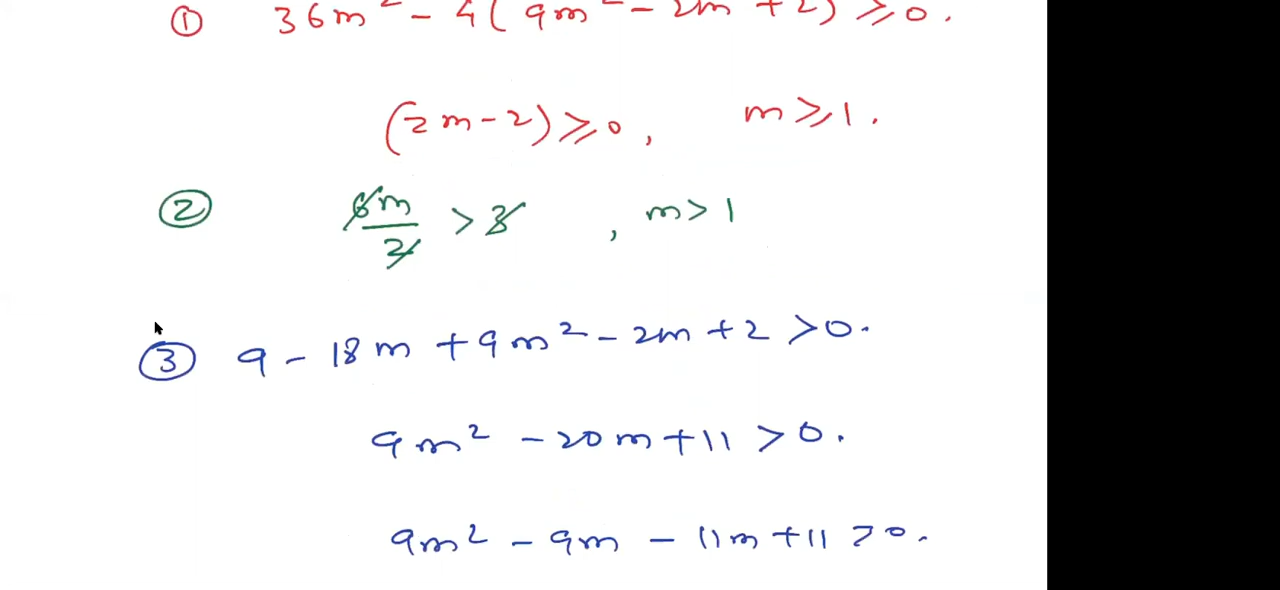 ① 36m² - 4(9m² - 2m + 2) ≥ 0.
(2m-2) ≥ 0, m ≥ 1.
② 6m/2 > 3, m > 1
③ 9 - 18m + 9m² - 2m + 2 > 0.
9m² - 20m + 11 > 0.
9m² - 9m - 11m + 11 > 0.